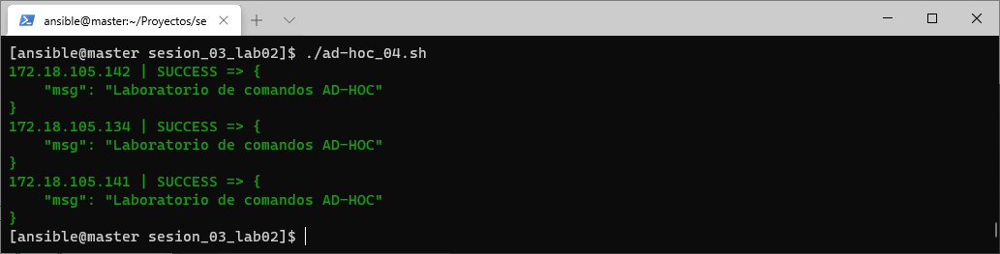 ansible@master:~/Proyectos/se
[ansible@master sesion_03_lab02]$ ./ad-hoc_04.sh
172.18.105.142 | SUCCESS => {
    "msg": "Laboratorio de comandos AD-HOC"
}
172.18.105.134 | SUCCESS => {
    "msg": "Laboratorio de comandos AD-HOC"
}
172.18.105.141 | SUCCESS => {
    "msg": "Laboratorio de comandos AD-HOC"
}
[ansible@master sesion_03_lab02]$